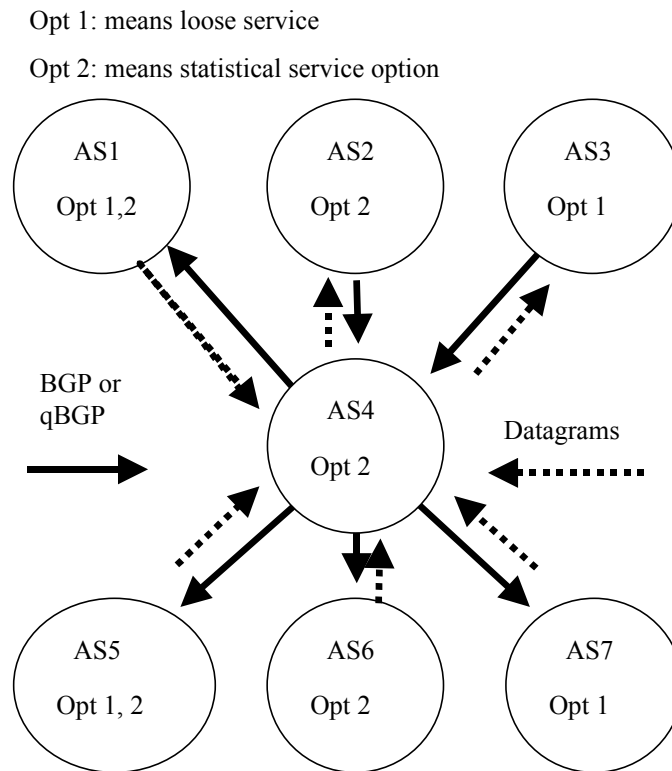 Opt 1: means loose service
Opt 2: means statistical service option
AS1
Opt 1,2
AS2
Opt 2
AS3
Opt 1
BGP or
qBGP
AS4
Opt 2
Datagrams
AS5
Opt 1, 2
AS6
Opt 2
AS7
Opt 1